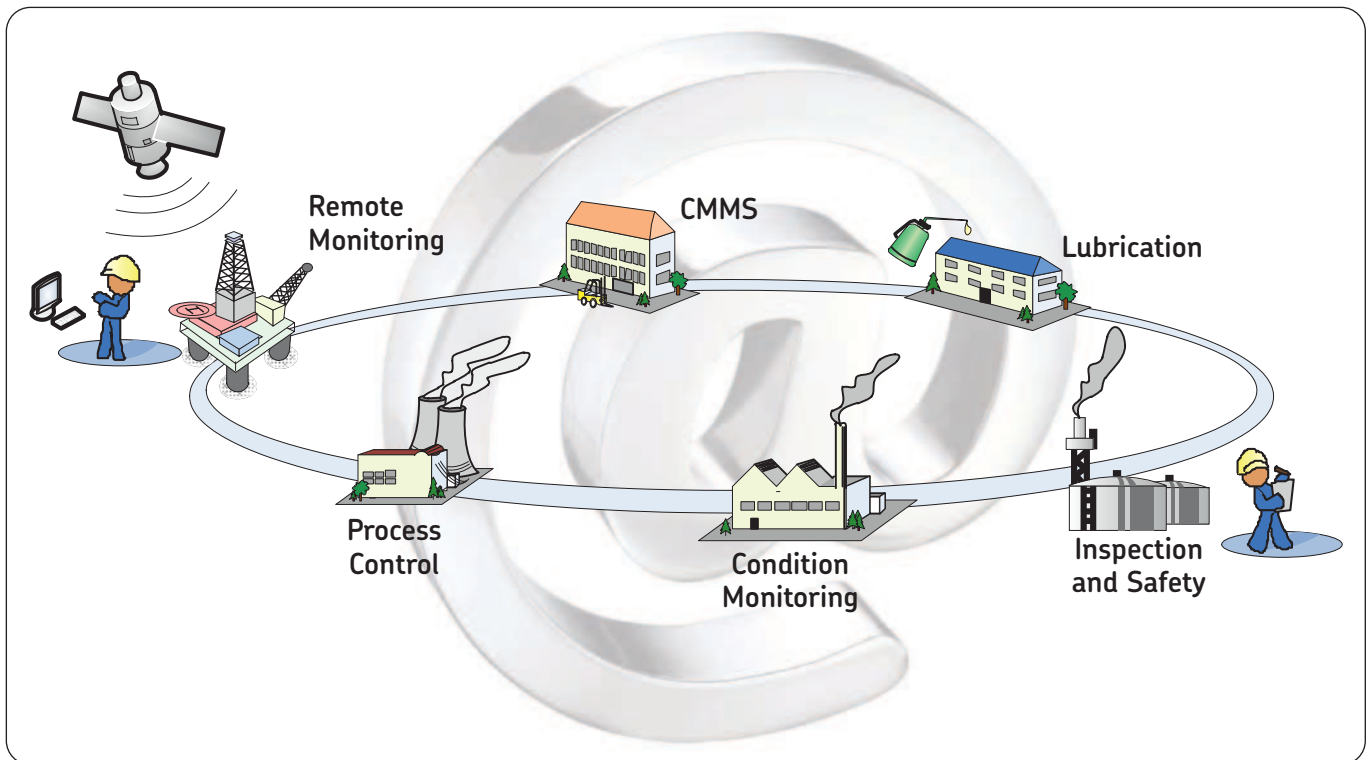 Remote
Monitoring
CMMS
Lubrication
Process
Control
Condition
Monitoring
Inspection
and Safety